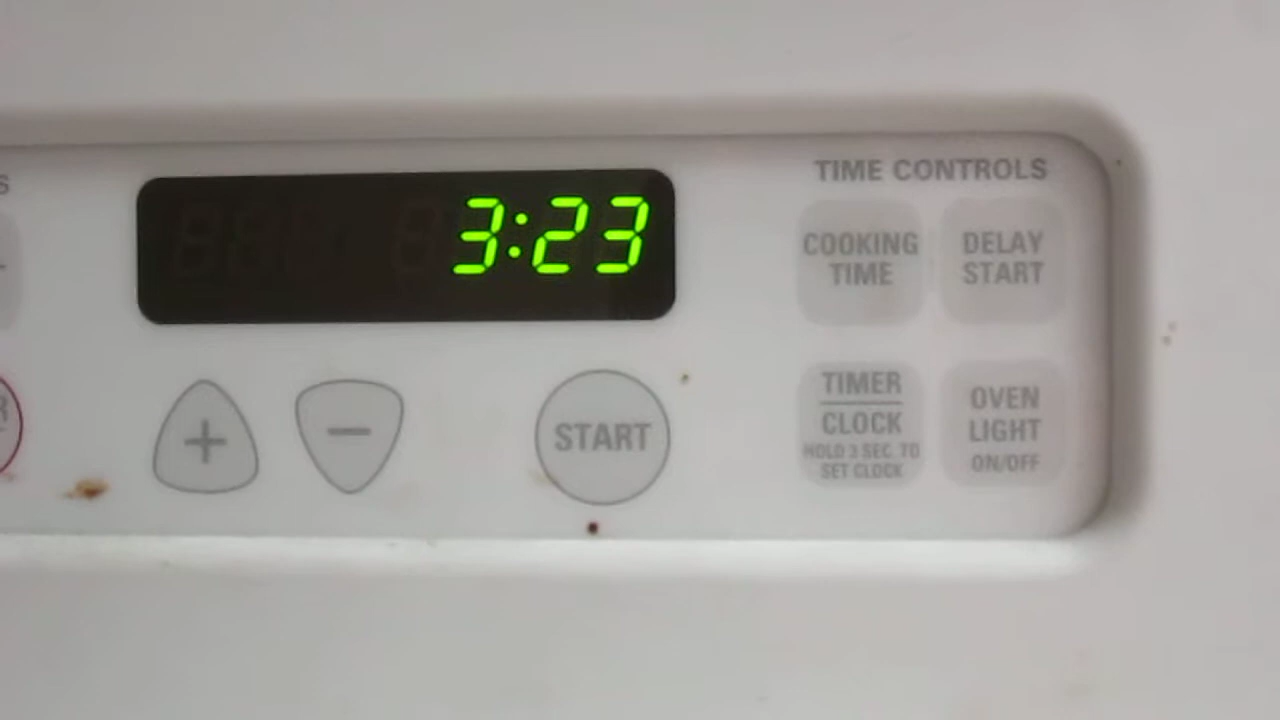 S
3:23
TIME CONTROLS
COOKING
TIME
DELAY
START
+
−
START
TIMER
CLOCK
HOLD 3 SEC. TO
SET CLOCK
OVEN
LIGHT
ON/OFF
R